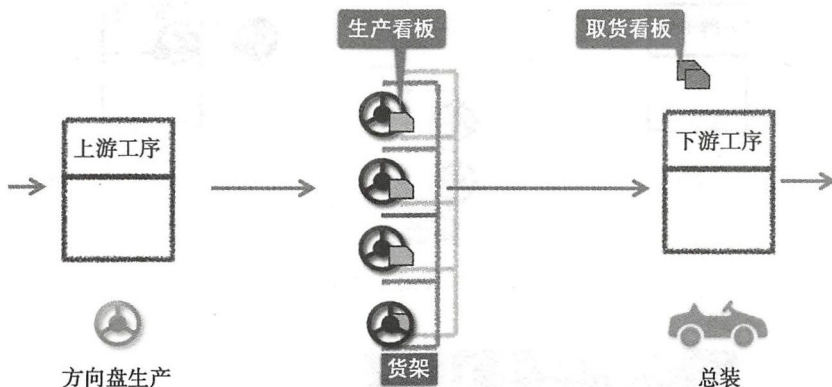 生产看板
取货看板
上游工序
下游工序
货架
方向盘生产
总装